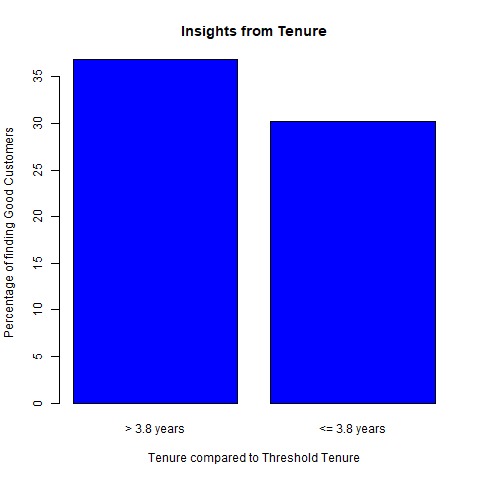 Insights from Tenure
Percentage of finding Good Customers
35
30
25
20
15
10
5
0
> 3.8 years
<= 3.8 years
Tenure compared to Threshold Tenure